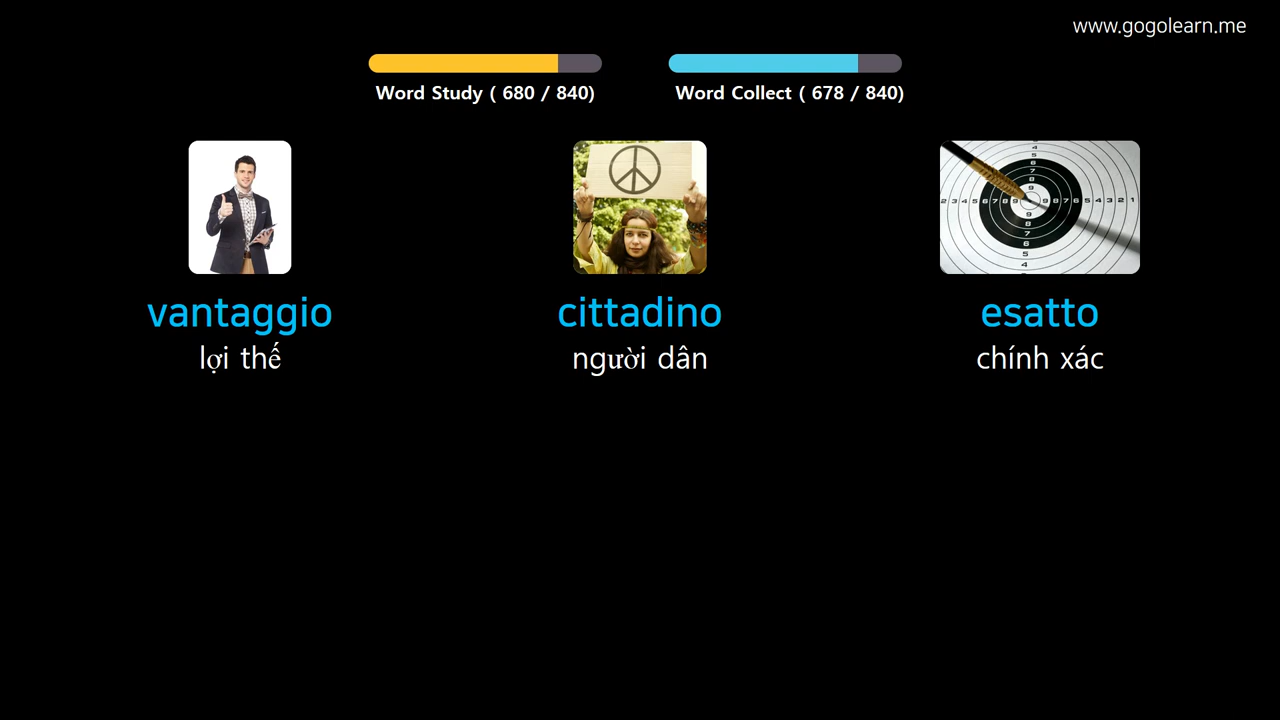 www.gogolearn.me
Word Study ( 680 / 840)
Word Collect ( 678 / 840)
vantaggio
lợi thế
cittadino
người dân
esatto
chính xác